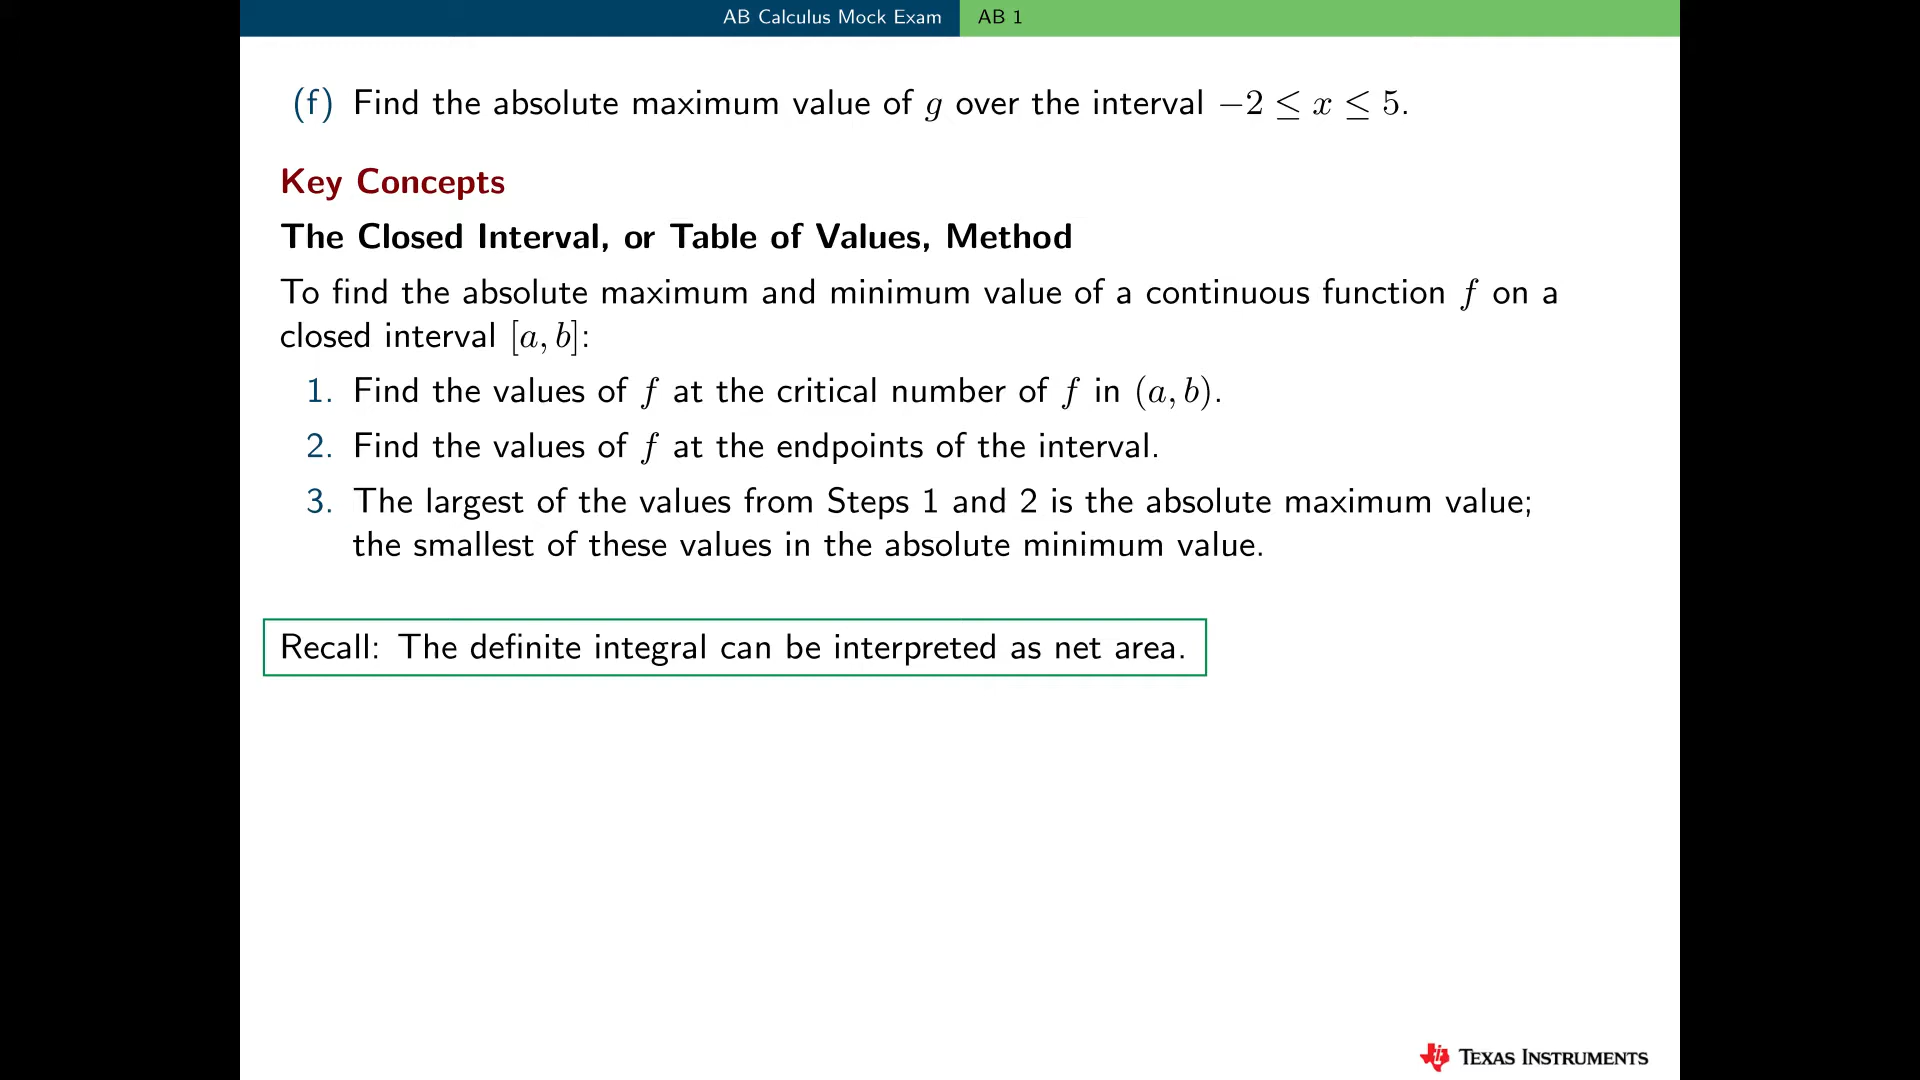 AB Calculus Mock Exam AB 1
(f) Find the absolute maximum value of g over the interval −2 ≤ x ≤ 5.
Key Concepts
The Closed Interval, or Table of Values, Method
To find the absolute maximum and minimum value of a continuous function f on a
closed interval [a, b]:
1. Find the values of f at the critical number of f in (a, b).
2. Find the values of f at the endpoints of the interval.
3. The largest of the values from Steps 1 and 2 is the absolute maximum value;
the smallest of these values in the absolute minimum value.
Recall: The definite integral can be interpreted as net area.
TEXAS INSTRUMENTS